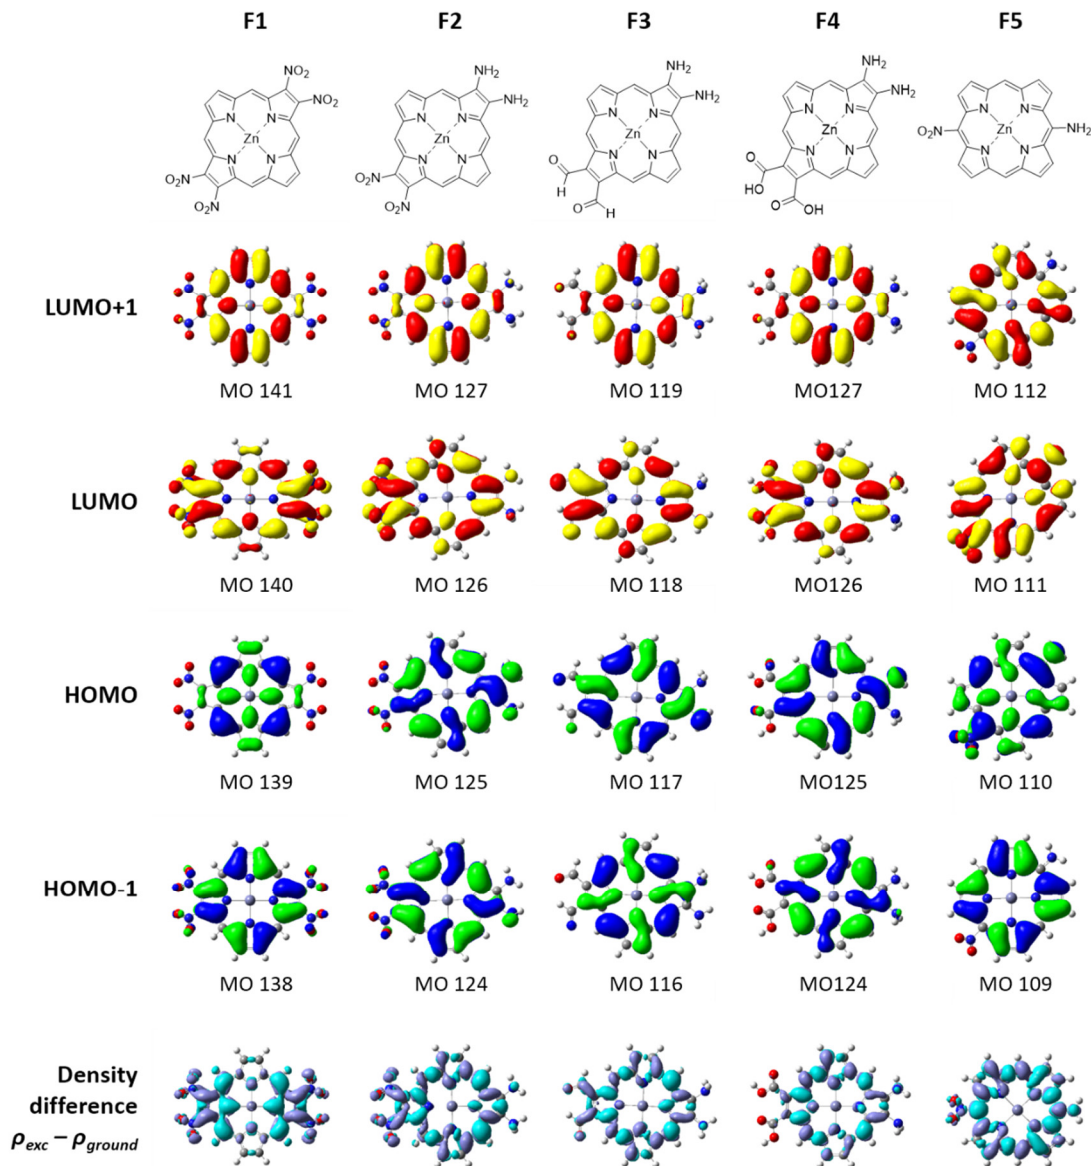 F1 F2 F3 F4 F5
NO2 NH2 NH2 NH2
NO2 NH2 NH2 NH2
N N N N N N N N N N
Zn Zn Zn Zn O2N Zn NH2
N N N N N N N N N N
O2N O2N H O O
O2N O2N O H HO O OH
LUMO+1
MO 141 MO 127 MO 119 MO127 MO 112
LUMO
MO 140 MO 126 MO 118 MO126 MO 111
HOMO
MO 139 MO 125 MO 117 MO125 MO 110
HOMO-1
MO 138 MO 124 MO 116 MO124 MO 109
Density
difference
ρexc – ρground